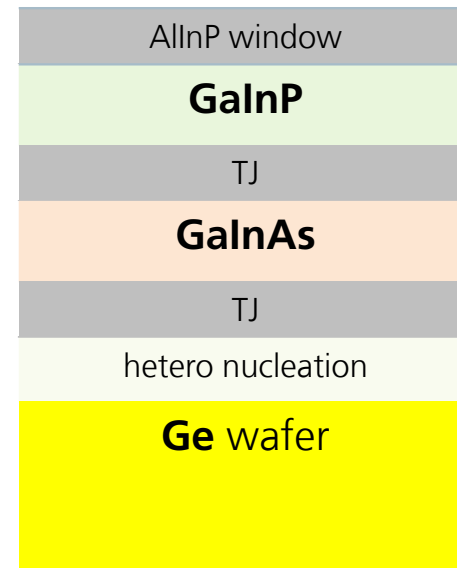 AlInP window
GaInP
TJ
GaInAs
TJ
hetero nucleation
Ge wafer